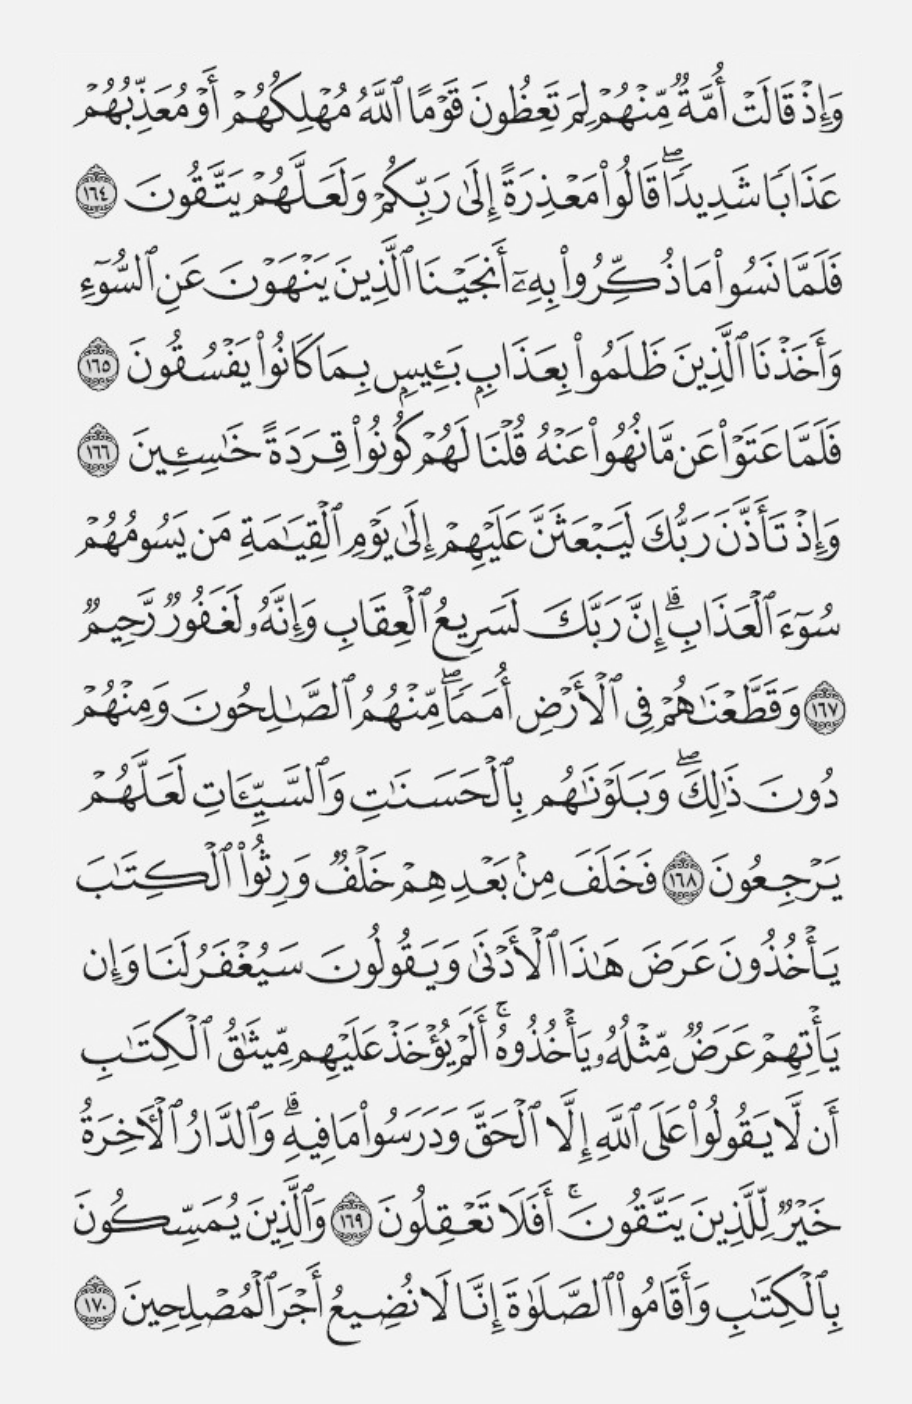 وَإِذْ قَالَتْ أُمَّةٌ مِّنْهُمْ لِمَ تَعِظُونَ قَوْمًا ٱللَّهُ مُهْلِكُهُمْ أَوْ مُعَذِّبُهُمْ
عَذَابًا شَدِيدًاۖ قَالُوا۟ مَعْذِرَةً إِلَىٰ رَبِّكُمْ وَلَعَلَّهُمْ يَتَّقُونَ ١٦٤
فَلَمَّا نَسُوا۟ مَا ذُكِّرُوا۟ بِهِۦٓ أَنجَيْنَا ٱلَّذِينَ يَنْهَوْنَ عَنِ ٱلسُّوٓءِ
وَأَخَذْنَا ٱلَّذِينَ ظَلَمُوا۟ بِعَذَابٍۭ بَـِٔيسٍۭ بِمَا كَانُوا۟ يَفْسُقُونَ ١٦٥
فَلَمَّا عَتَوْا۟ عَن مَّا نُهُوا۟ عَنْهُ قُلْنَا لَهُمْ كُونُوا۟ قِرَدَةً خَـٰسِـِٔينَ ١٦٦
وَإِذْ تَأَذَّنَ رَبُّكَ لَيَبْعَثَنَّ عَلَيْهِمْ إِلَىٰ يَوْمِ ٱلْقِيَـٰمَةِ مَن يَسُومُهُمْ
سُوٓءَ ٱلْعَذَابِۗ إِنَّ رَبَّكَ لَسَرِيعُ ٱلْعِقَابِ وَإِنَّهُۥ لَغَفُورٌ رَّحِيمٌ
١٦٧ وَقَطَّعْنَـٰهُمْ فِى ٱلْأَرْضِ أُمَمًاۖ مِّنْهُمُ ٱلصَّـٰلِحُونَ وَمِنْهُمْ
دُونَ ذَٰلِكَۖ وَبَلَوْنَـٰهُم بِٱلْحَسَنَـٰتِ وَٱلسَّيِّـَٔاتِ لَعَلَّهُمْ
يَرْجِعُونَ ١٦٨ فَخَلَفَ مِنۢ بَعْدِهِمْ خَلْفٌ وَرِثُوا۟ ٱلْكِتَـٰبَ
يَأْخُذُونَ عَرَضَ هَـٰذَا ٱلْأَدْنَىٰ وَيَقُولُونَ سَيُغْفَرُ لَنَا وَإِن
يَأْتِهِمْ عَرَضٌ مِّثْلُهُۥ يَأْخُذُوهُۚ أَلَمْ يُؤْخَذْ عَلَيْهِم مِّيثَـٰقُ ٱلْكِتَـٰبِ
أَن لَّا يَقُولُوا۟ عَلَى ٱللَّهِ إِلَّا ٱلْحَقَّ وَدَرَسُوا۟ مَا فِيهِۗ وَٱلدَّارُ ٱلْـَٔاخِرَةُ
خَيْرٌ لِّلَّذِينَ يَتَّقُونَۚ أَفَلَا تَعْقِلُونَ ١٦٩ وَٱلَّذِينَ يُمَسِّكُونَ
بِٱلْكِتَـٰبِ وَأَقَامُوا۟ ٱلصَّلَوٰةَ إِنَّا لَا نُضِيعُ أَجْرَ ٱلْمُصْلِحِينَ ١٧٠